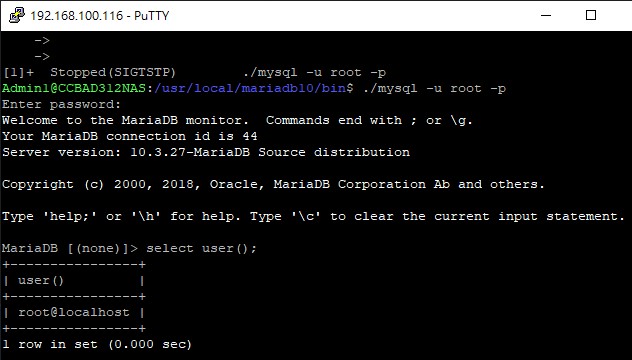 192.168.100.116 - PuTTY
->
->
[1]+  Stopped(SIGTSTP)        ./mysql -u root -p
Admin1@CCBAD312NAS:/usr/local/mariadb10/bin$ ./mysql -u root -p
Enter password:
Welcome to the MariaDB monitor.  Commands end with ; or \g.
Your MariaDB connection id is 44
Server version: 10.3.27-MariaDB Source distribution
Copyright (c) 2000, 2018, Oracle, MariaDB Corporation Ab and others.
Type 'help;' or '\h' for help. Type '\c' to clear the current input statement.
MariaDB [(none)]> select user();
+----------------+
| user()         |
+----------------+
| root@localhost |
+----------------+
1 row in set (0.000 sec)